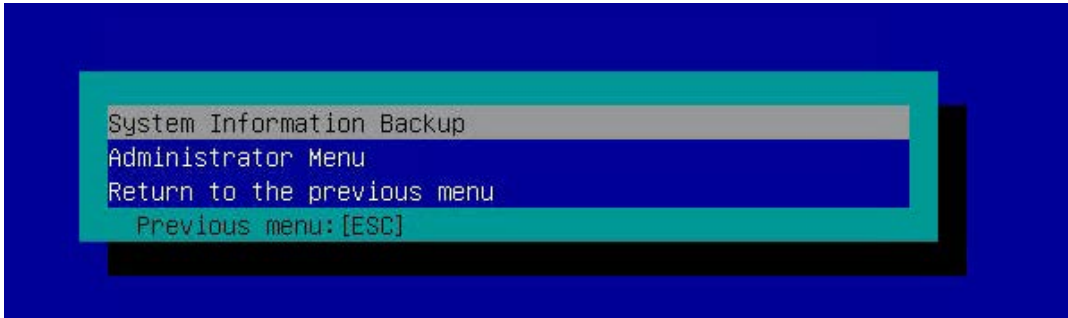 System Information Backup
Administrator Menu
Return to the previous menu
Previous menu:[ESC]